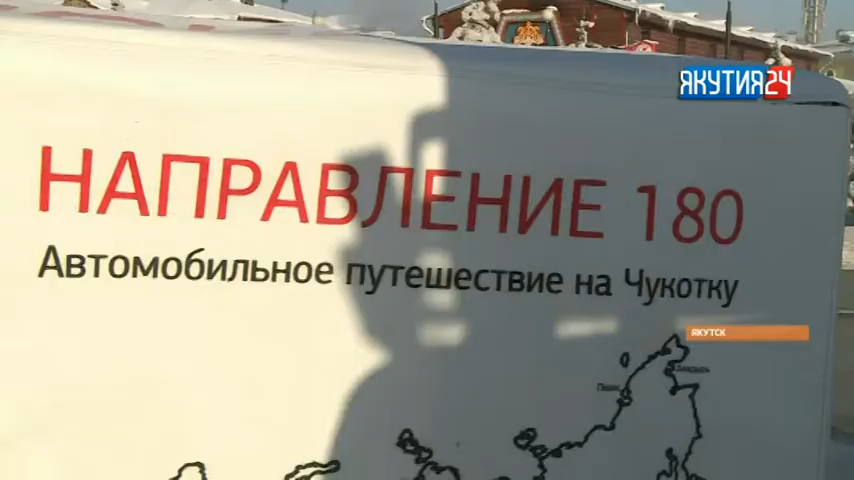 ЯКУТИЯ24
НАПРАВЛЕНИЕ 180
Автомобильное путешествие на Чукотку
ЯКУТСК